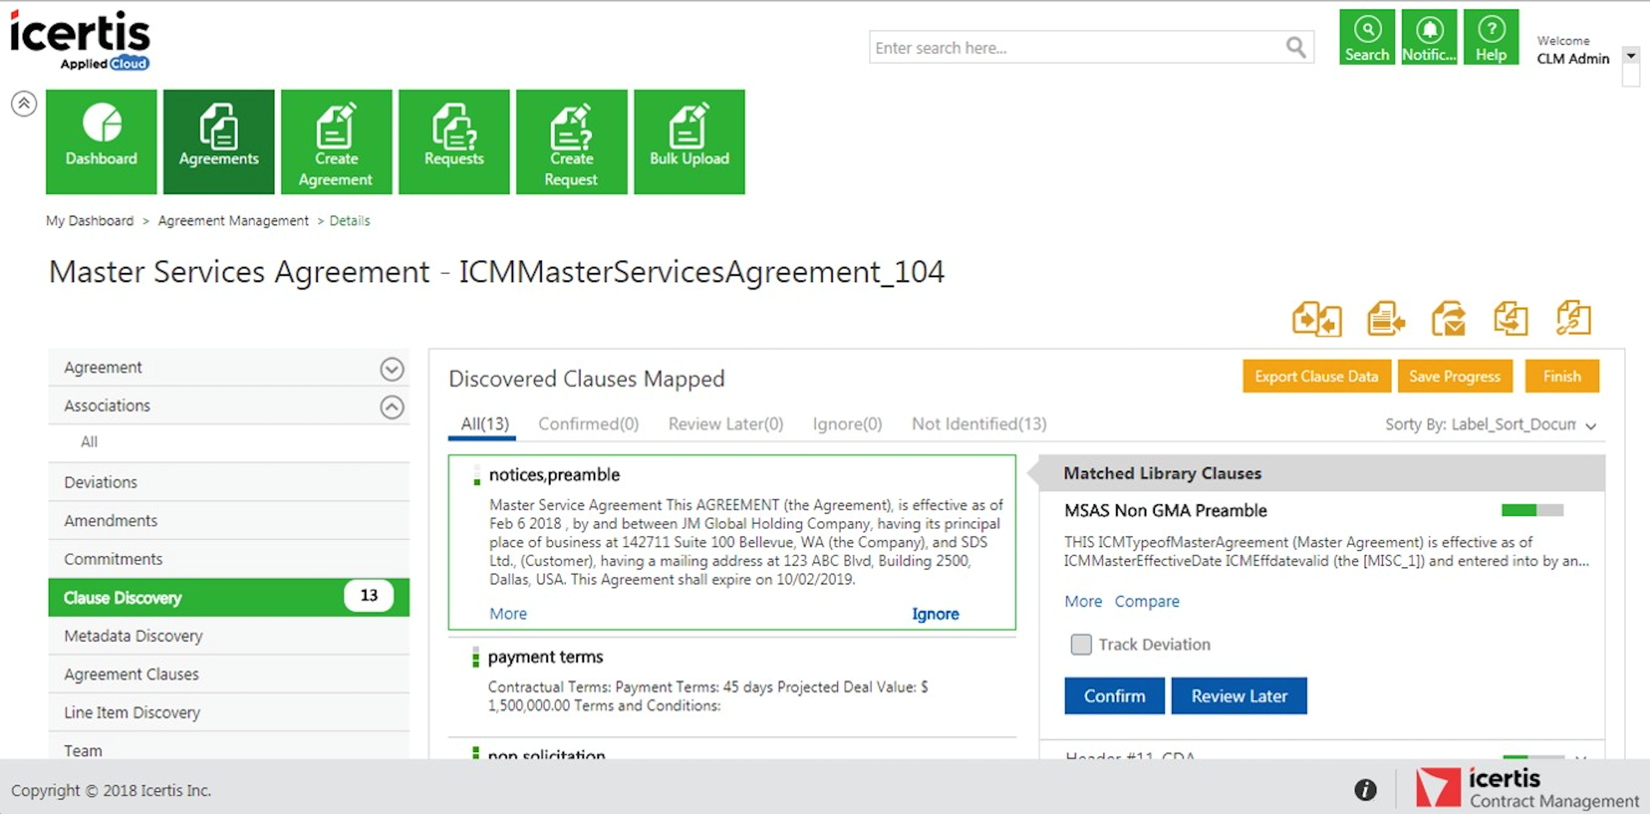 icertis
Applied Cloud
Enter search here...
Search
Notific...
Help
Welcome
CLM Admin
Dashboard
Agreements
Create
Agreement
Requests
Create
Request
Bulk Upload
My Dashboard > Agreement Management > Details
Master Services Agreement - ICMMasterServicesAgreement_104
Agreement
Associations
All
Deviations
Amendments
Commitments
Clause Discovery 13
Metadata Discovery
Agreement Clauses
Line Item Discovery
Team
Discovered Clauses Mapped
Export Clause Data
Save Progress
Finish
All(13) Confirmed(0) Review Later(0) Ignore(0) Not Identified(13)
Sorty By: Label_Sort_Docum
notices,preamble
Master Service Agreement This AGREEMENT (the Agreement), is effective as of
Feb 6 2018 , by and between JM Global Holding Company, having its principal
place of business at 142711 Suite 100 Bellevue, WA (the Company), and SDS
Ltd., (Customer), having a mailing address at 123 ABC Blvd, Building 2500,
Dallas, USA. This Agreement shall expire on 10/02/2019.
More Ignore
payment terms
Contractual Terms: Payment Terms: 45 days Projected Deal Value: $
1,500,000.00 Terms and Conditions:
non solicitation
Matched Library Clauses
MSAS Non GMA Preamble
THIS ICMTypeofMasterAgreement (Master Agreement) is effective as of
ICMMasterEffectiveDate ICMEffdatevalid (the [MISC_1]) and entered into by an...
More Compare
Track Deviation
Confirm
Review Later
Header #11 CDA
Copyright © 2018 Icertis Inc.
icertis
Contract Management